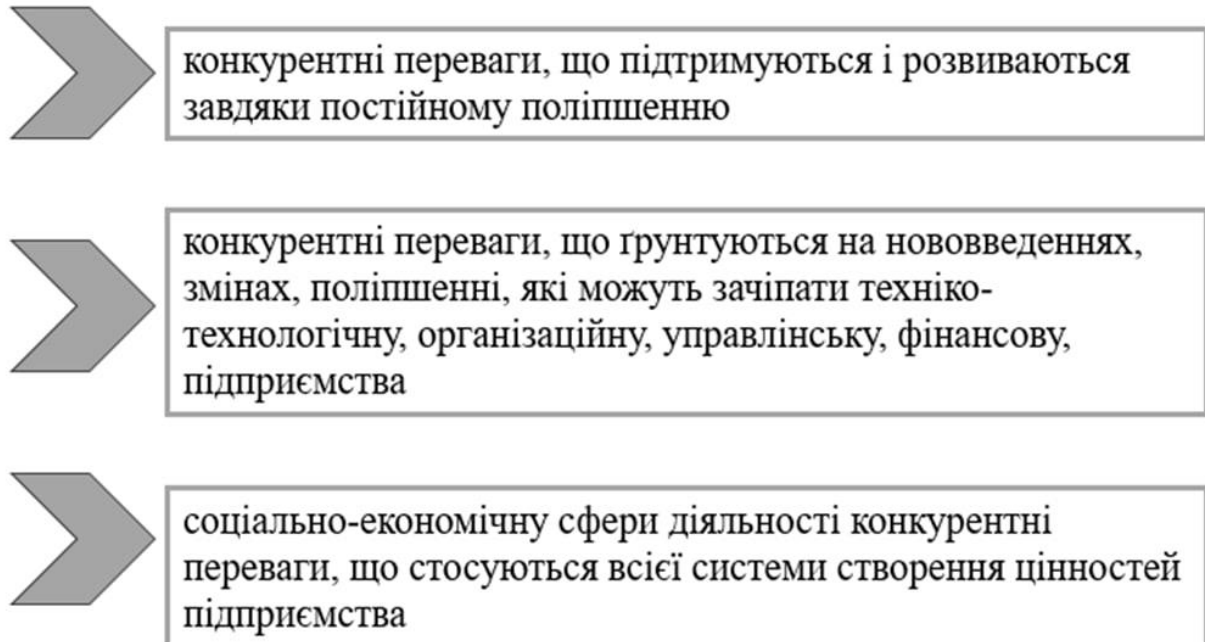 конкурентні переваги, що підтримуються і розвиваються
завдяки постійному поліпшенню
конкурентні переваги, що ґрунтуються на нововведеннях,
змінах, поліпшенні, які можуть зачіпати техніко-
технологічну, організаційну, управлінську, фінансову,
підприємства
соціально-економічну сфери діяльності конкурентні
переваги, що стосуються всієї системи створення цінностей
підприємства